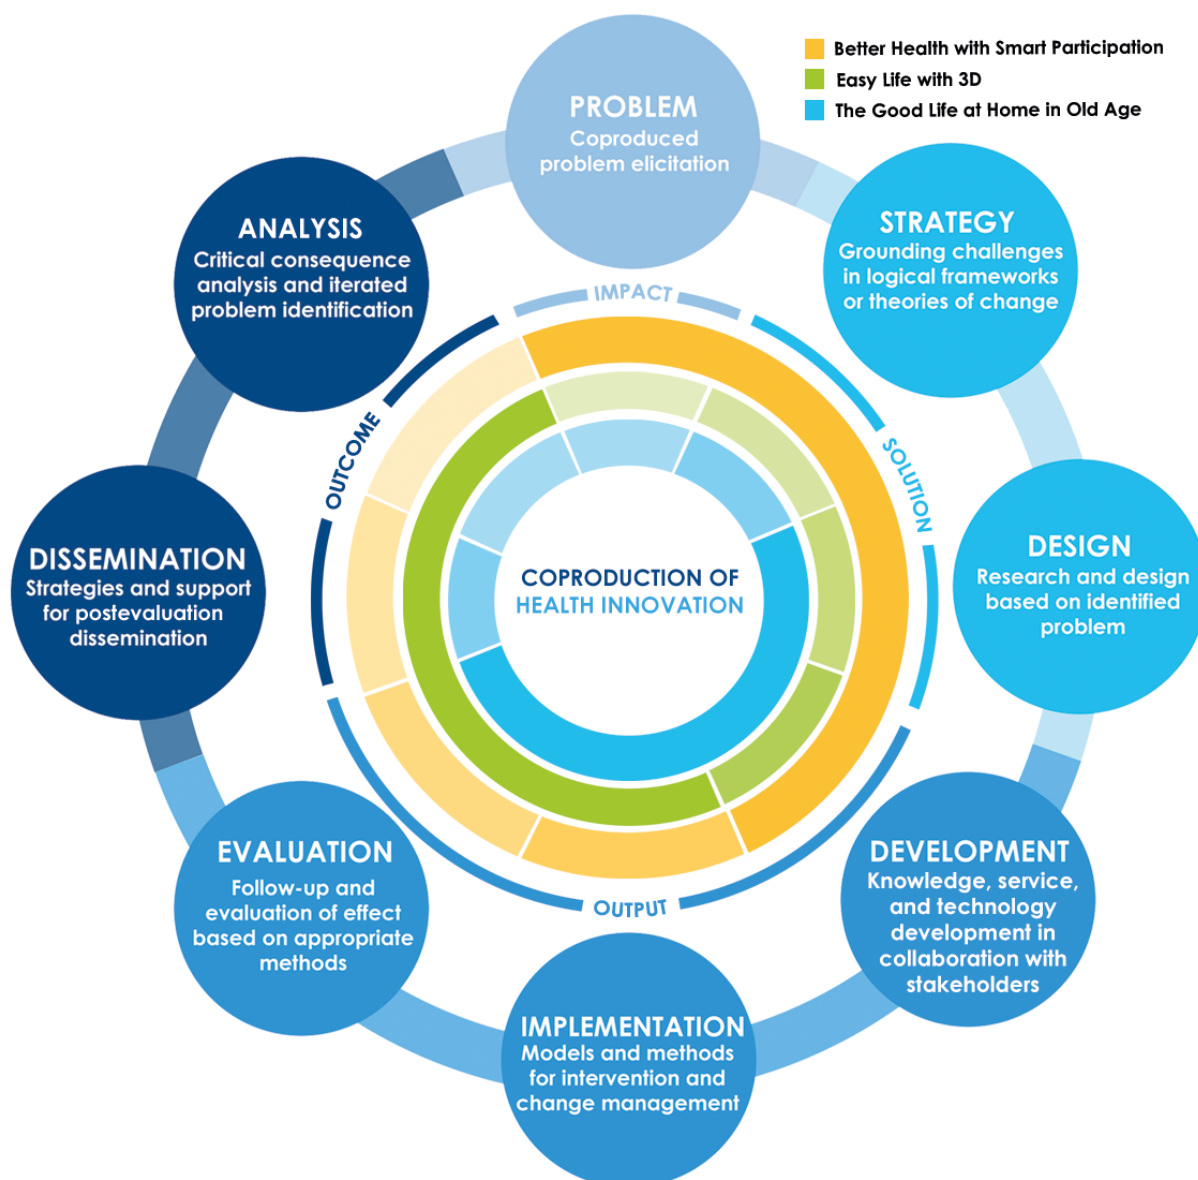 Better Health with Smart Participation
Easy Life with 3D
The Good Life at Home in Old Age
PROBLEM
Coproduced
problem elicitation
STRATEGY
Grounding challenges
in logical frameworks
or theories of change
DESIGN
Research and design
based on identified
problem
DEVELOPMENT
Knowledge, service,
and technology
development in
collaboration with
stakeholders
IMPLEMENTATION
Models and methods
for intervention and
change management
EVALUATION
Follow-up and
evaluation of effect
based on appropriate
methods
DISSEMINATION
Strategies and support
for postevaluation
dissemination
ANALYSIS
Critical consequence
analysis and iterated
problem identification
IMPACT
SOLUTION
OUTPUT
OUTCOME
COPRODUCTION OF
HEALTH INNOVATION